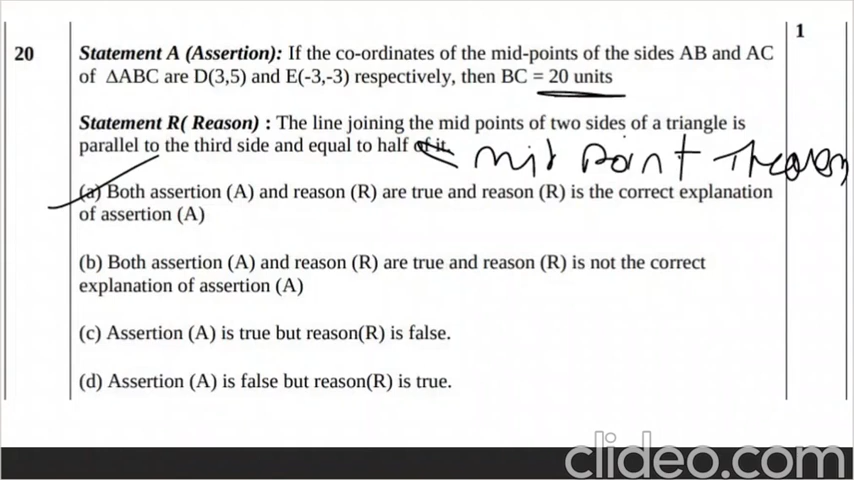 1
20
Statement A (Assertion): If the co-ordinates of the mid-points of the sides AB and AC
of ΔABC are D(3,5) and E(-3,-3) respectively, then BC = 20 units
Statement R( Reason) : The line joining the mid points of two sides of a triangle is
parallel to the third side and equal to half of it.
mid Point Theorem
(a) Both assertion (A) and reason (R) are true and reason (R) is the correct explanation
of assertion (A)
(b) Both assertion (A) and reason (R) are true and reason (R) is not the correct
explanation of assertion (A)
(c) Assertion (A) is true but reason(R) is false.
(d) Assertion (A) is false but reason(R) is true.
clideo.com